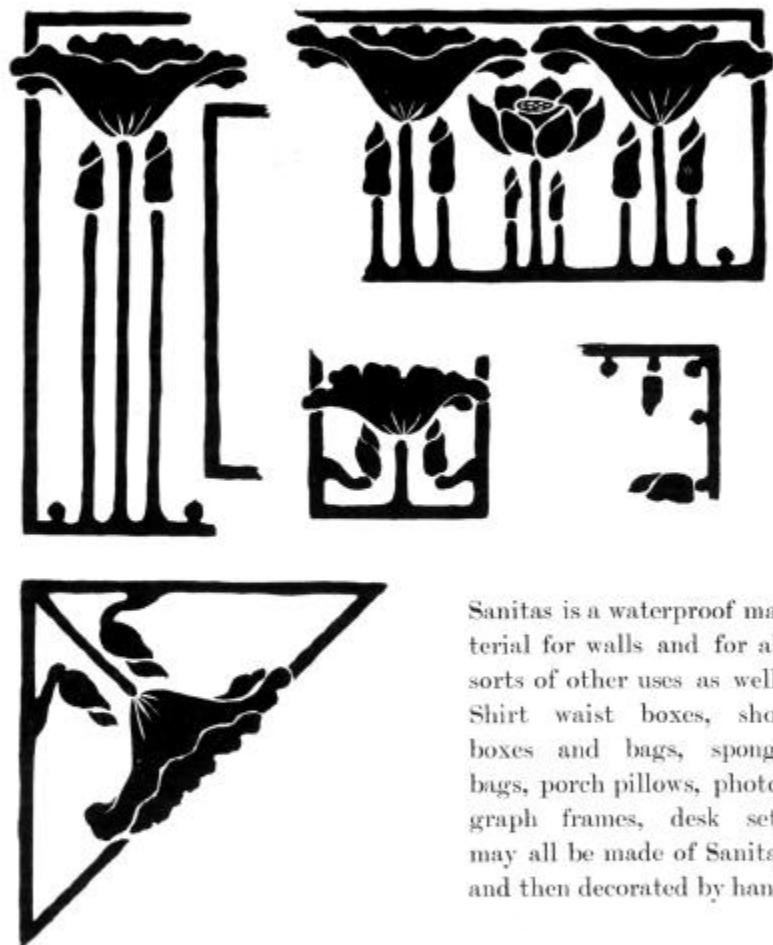 Sanitas is a waterproof ma
terial for walls and for a
sorts of other uses as well
Shirt waist boxes, sho
boxes and bags, spong
bags, porch pillows, photo
graph frames, desk set
may all be made of Sanita
and then decorated by han